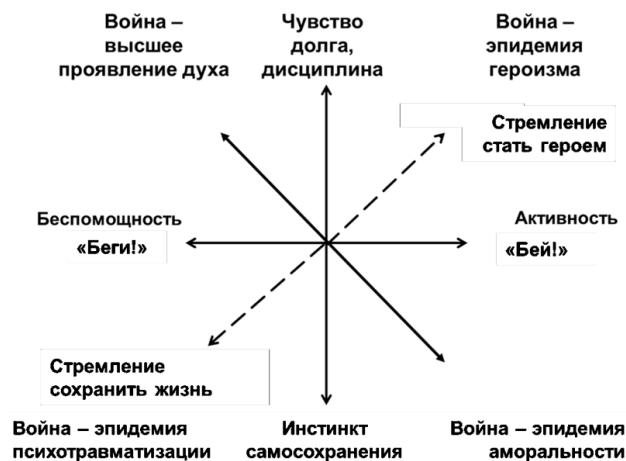 Война –
высшее
проявление духа
Чувство
долга,
дисциплина
Война –
эпидемия
героизма
Стремление
стать героем
Беспомощность
«Беги!»
Активность
«Бей!»
Стремление
сохранить жизнь
Война – эпидемия
психотравматизации
Инстинкт
самосохранения
Война – эпидемия
аморальности